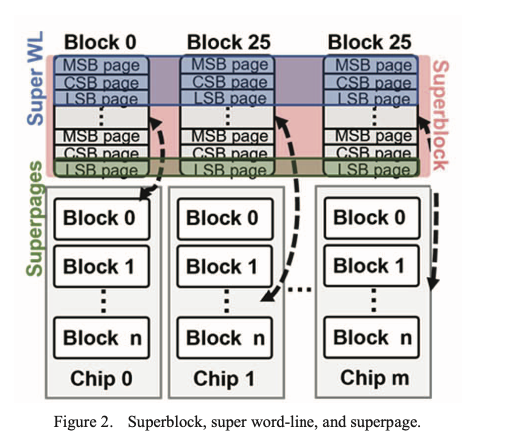 Block 0
Block 25
Block 25
Super WL
MSB page
MSB page
MSB page
CSB page
CSB page
CSB page
LSB page
LSB page
LSB page
Superblock
MSB page
MSB page
MSB page
CSB page
CSB page
CSB page
LSB page
LSB page
LSB page
Superpages
Block 0
Block 0
Block 0
Block 1
Block 1
Block 1
Block n
Block n
Block n
Chip 0
Chip 1
Chip m
Figure 2. Superblock, super word-line, and superpage.